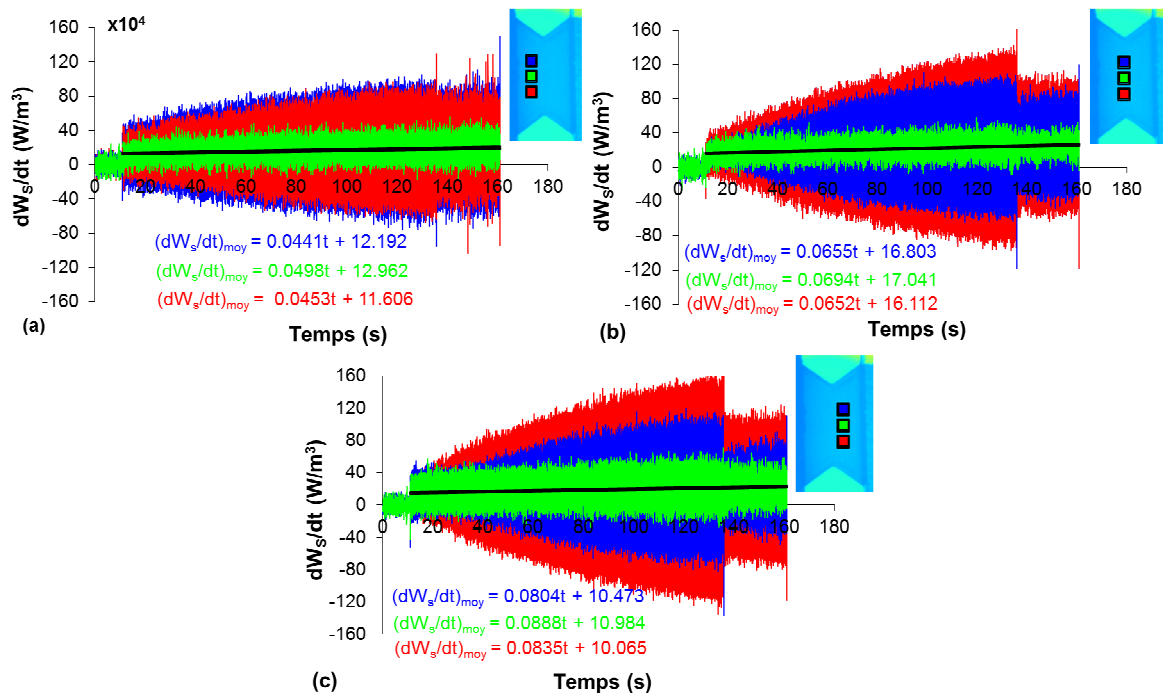 x10⁴
160
120
80
40
0
-40
-80
-120
-160
0 20 40 60 80 100 120 140 160 180
dWₛ/dt (W/m³)
(dWₛ/dt)moy = 0.0441t + 12.192
(dWₛ/dt)moy = 0.0498t + 12.962
(dWₛ/dt)moy = 0.0453t + 11.606
(a)
Temps (s)
160
120
80
40
0
-40
-80
-120
-160
0 20 40 60 80 100 120 140 160 180
dWₛ/dt (W/m³)
(dWₛ/dt)moy = 0.0655t + 16.803
(dWₛ/dt)moy = 0.0694t + 17.041
(dWₛ/dt)moy = 0.0652t + 16.112
(b)
Temps (s)
160
120
80
40
0
-40
-80
-120
-160
0 20 40 60 80 100 120 140 160 180
dWₛ/dt (W/m³)
(dWₛ/dt)moy = 0.0804t + 10.473
(dWₛ/dt)moy = 0.0888t + 10.984
(dWₛ/dt)moy = 0.0835t + 10.065
(c)
Temps (s)